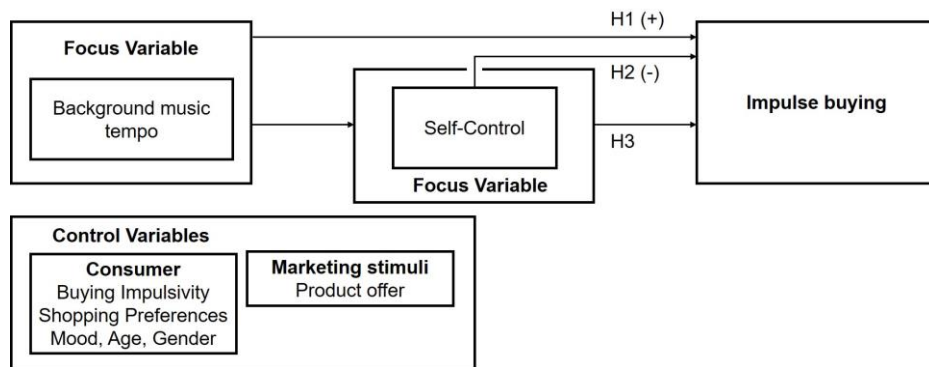 Focus Variable
Background music
tempo
H1 (+)
H2 (-)
Self-Control
Focus Variable
H3
Impulse buying
Control Variables
Consumer
Buying Impulsivity
Shopping Preferences
Mood, Age, Gender
Marketing stimuli
Product offer